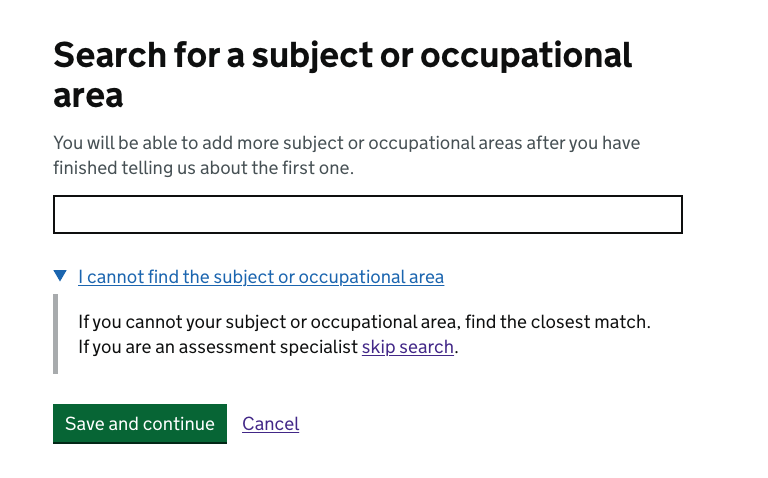 Search for a subject or occupational
area
You will be able to add more subject or occupational areas after you have
finished telling us about the first one.
I cannot find the subject or occupational area
If you cannot your subject or occupational area, find the closest match.
If you are an assessment specialist skip search.
Save and continue Cancel